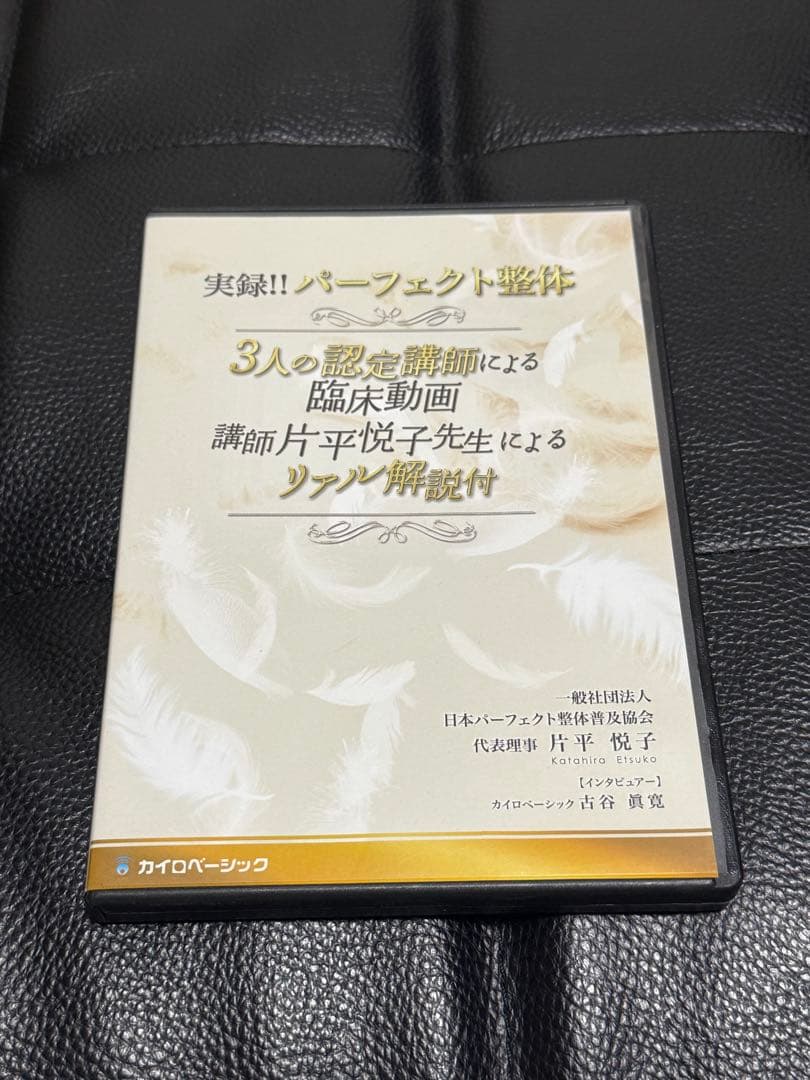 実録!! パーフェクト整体
3人の認定講師による
臨床動画
講師片平悦子先生による
リアル解説付
一般社団法人
日本パーフェクト整体普及協会
代表理事 片平 悦子
Katahira Etsuko
【インタビュアー】
カイロベーシック 古谷 眞寛
カイロベーシック